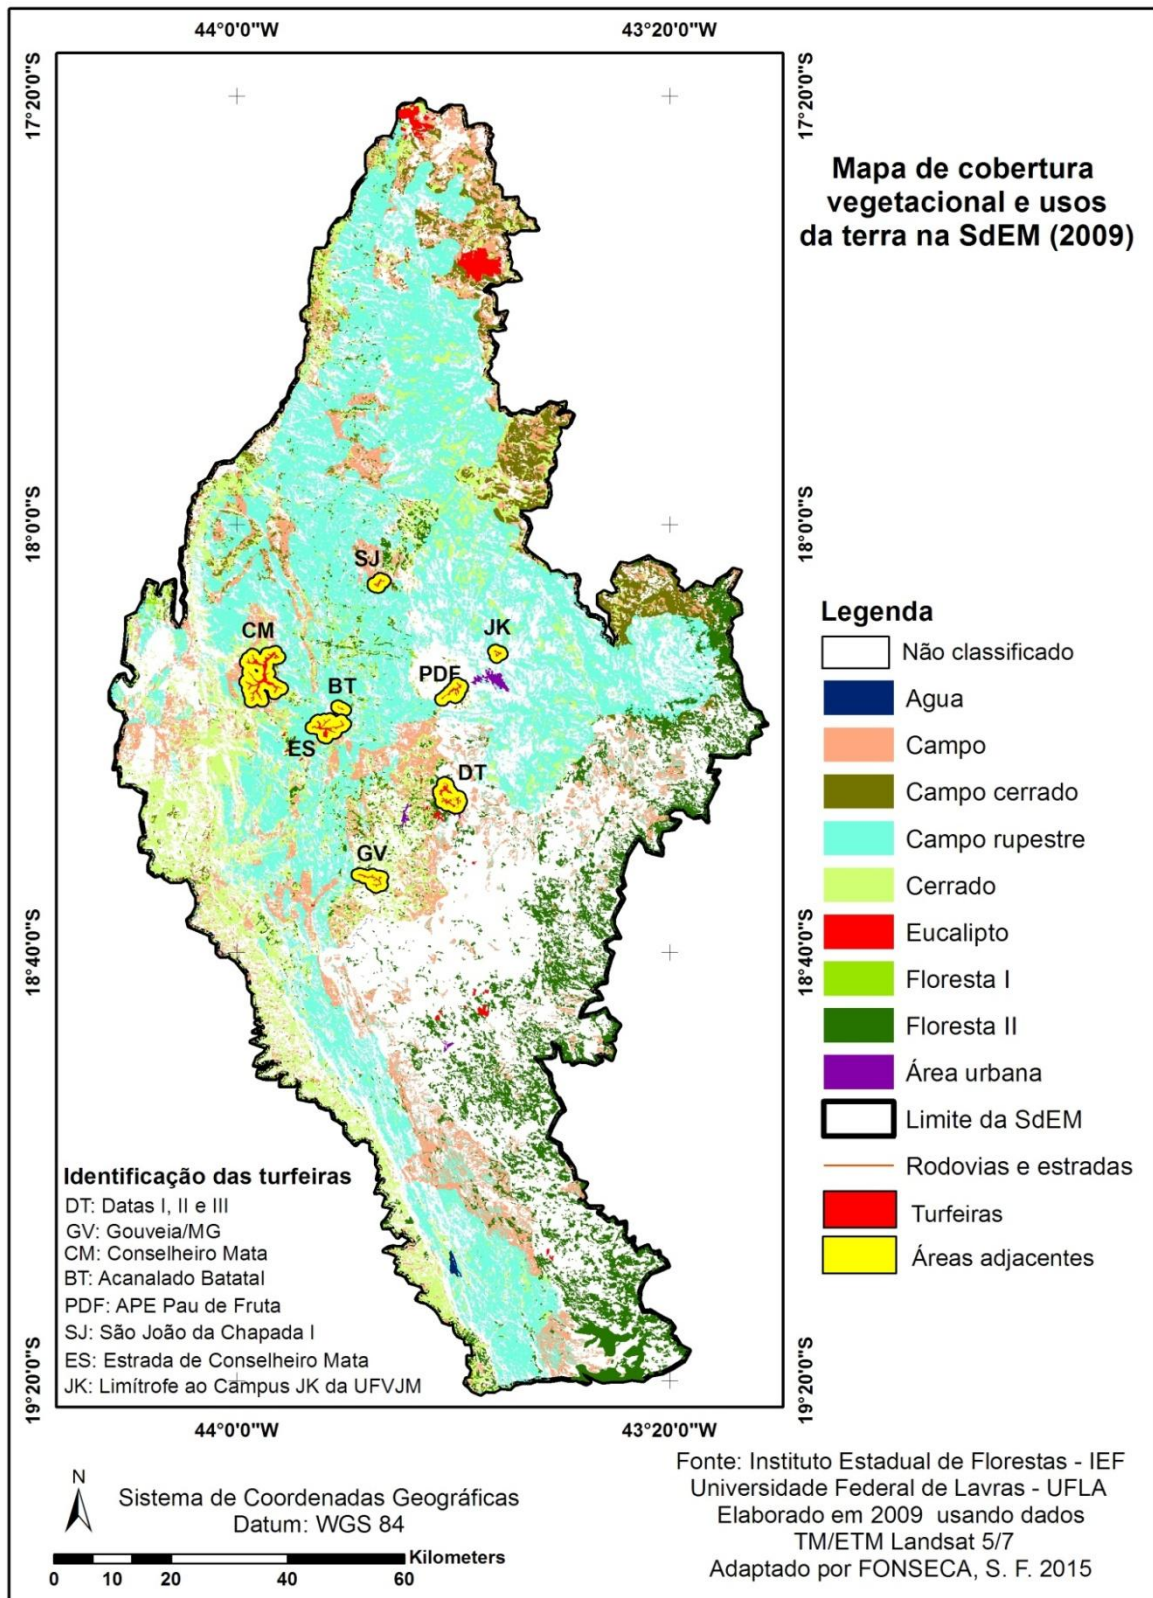 44°0'0"W
43°20'0"W
17°20'0"S
17°20'0"S
Mapa de cobertura
vegetacional e usos
da terra na SdEM (2009)
18°0'0"S
18°0'0"S
SJ
CM
JK
PDF
BT
ES
DT
GV
18°40'0"S
18°40'0"S
Legenda
Não classificado
Agua
Campo
Campo cerrado
Campo rupestre
Cerrado
Eucalipto
Floresta I
Floresta II
Área urbana
Limite da SdEM
Rodovias e estradas
Turfeiras
Áreas adjacentes
Identificação das turfeiras
DT: Datas I, II e III
GV: Gouveia/MG
CM: Conselheiro Mata
BT: Acanalado Batatal
PDF: APE Pau de Fruta
SJ: São João da Chapada I
ES: Estrada de Conselheiro Mata
JK: Limítrofe ao Campus JK da UFVJM
19°20'0"S
19°20'0"S
44°0'0"W
43°20'0"W
N
Sistema de Coordenadas Geográficas
Datum: WGS 84
Kilometers
0 10 20 40 60
Fonte: Instituto Estadual de Florestas - IEF
Universidade Federal de Lavras - UFLA
Elaborado em 2009 usando dados
TM/ETM Landsat 5/7
Adaptado por FONSECA, S. F. 2015